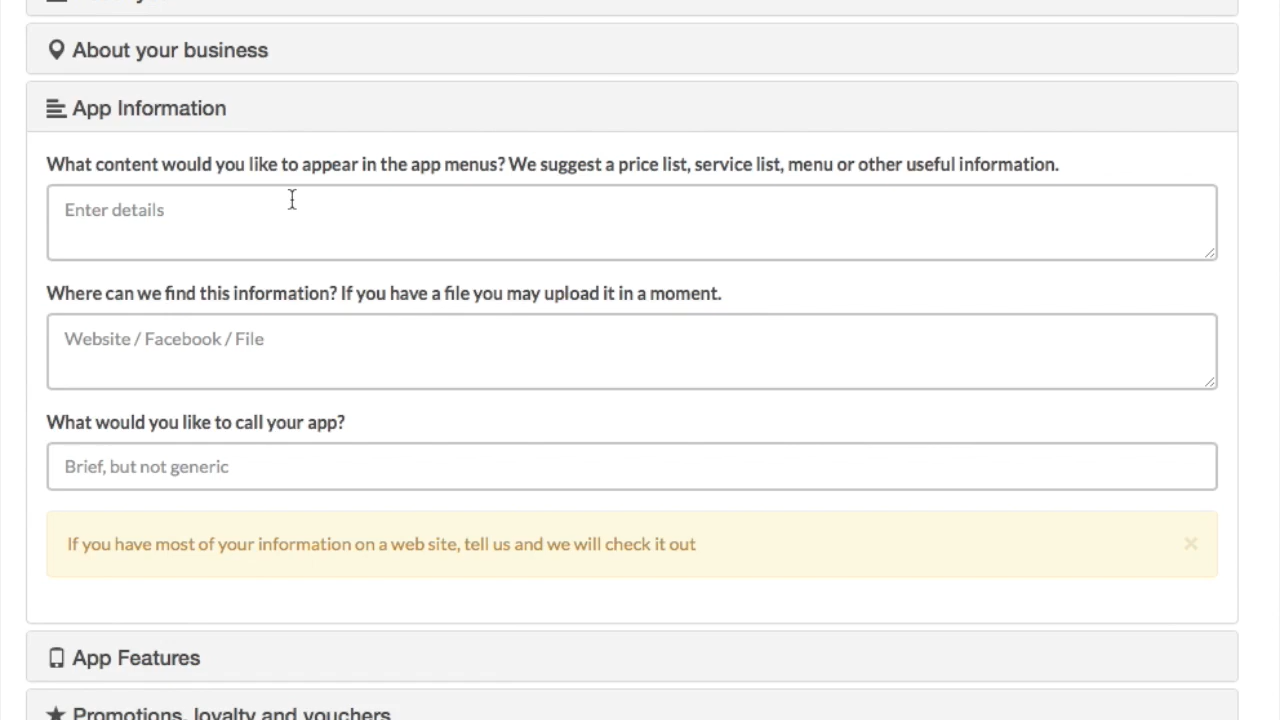 About your business
App Information
What content would you like to appear in the app menus? We suggest a price list, service list, menu or other useful information.
Enter details
Where can we find this information? If you have a file you may upload it in a moment.
Website / Facebook / File
What would you like to call your app?
Brief, but not generic
If you have most of your information on a web site, tell us and we will check it out
×
App Features
Promotions, loyalty and vouchers